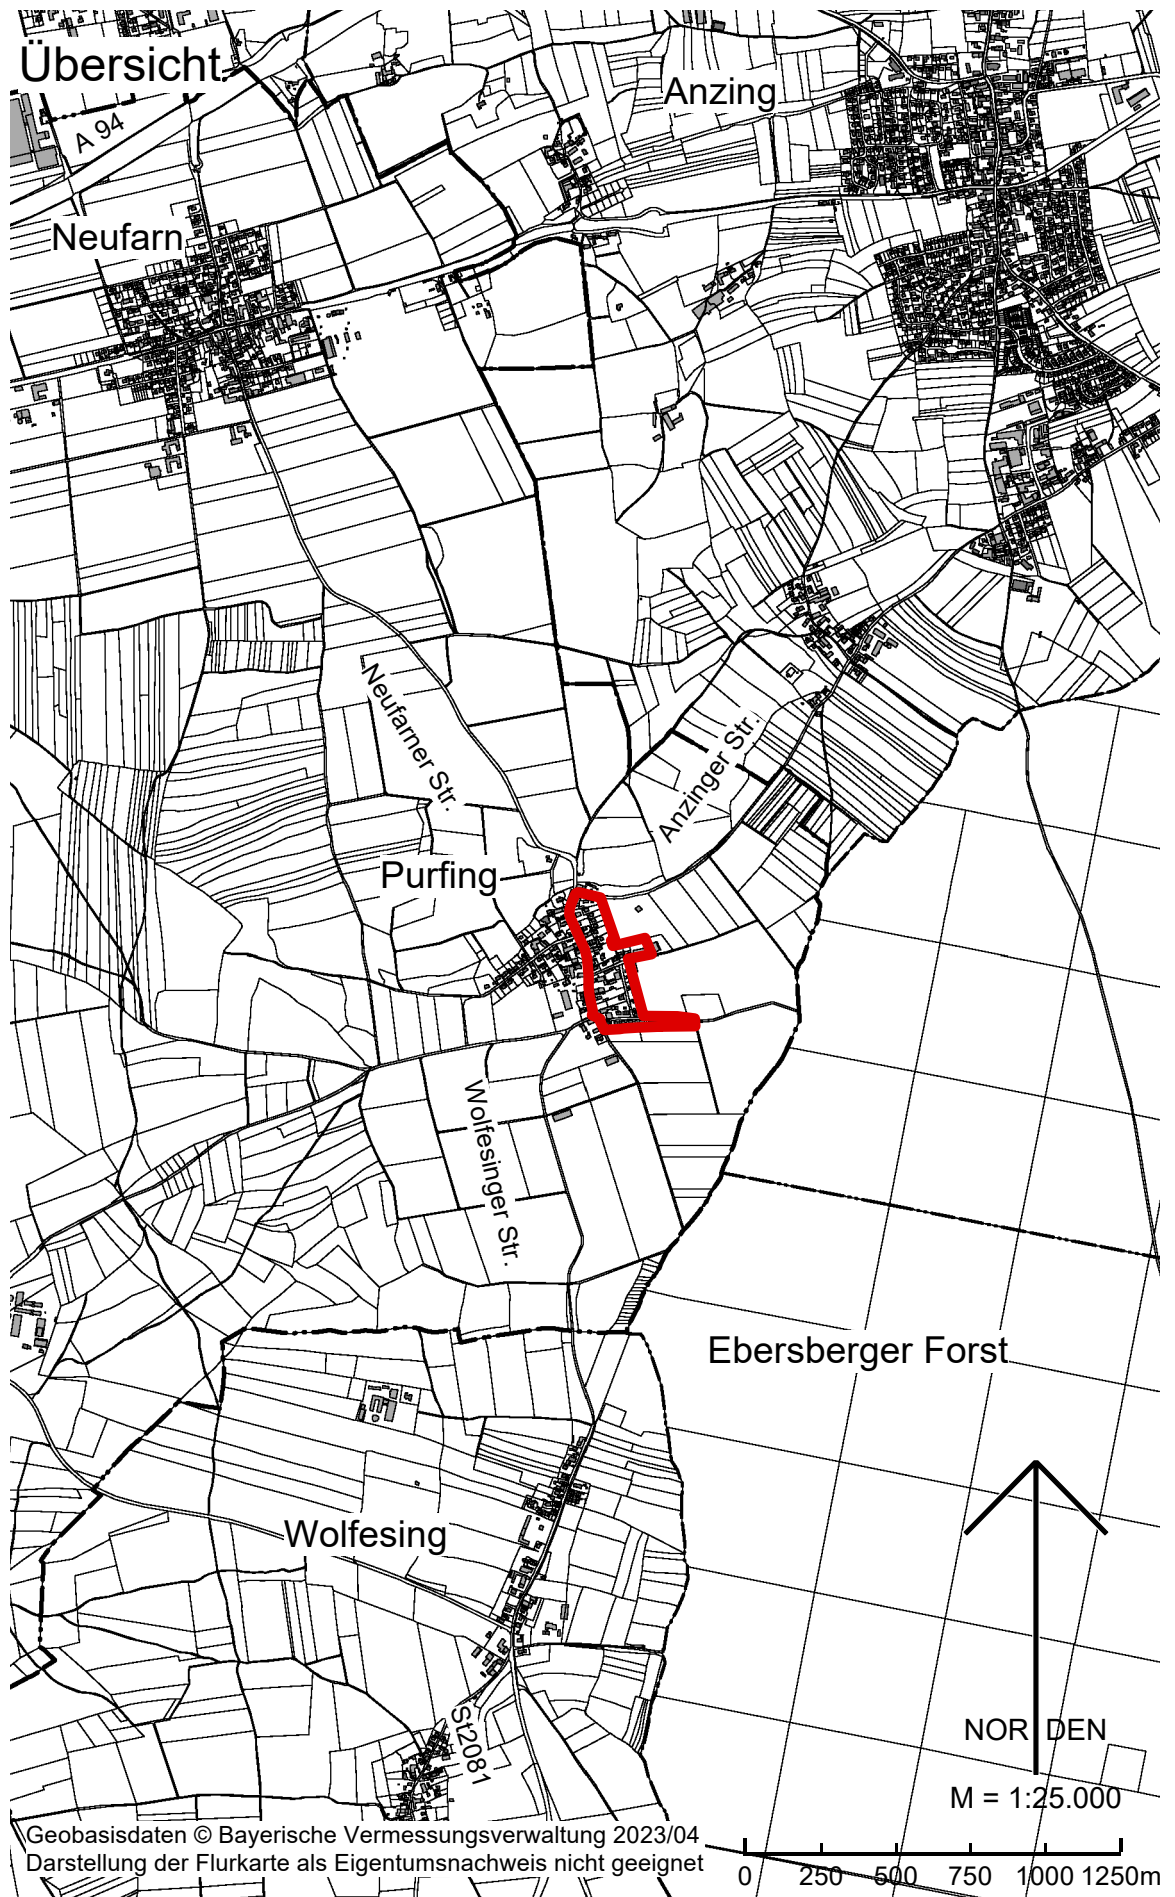 Übersicht
Anzing
A 94
Neufarn
Neufarner Str.
Anzinger Str.
Purfing
Wolfesinger Str.
Ebersberger Forst
Wolfesing
St2081
NORDEN
M = 1:25.000
Geobasisdaten © Bayerische Vermessungsverwaltung 2023/04
Darstellung der Flurkarte als Eigentumsnachweis nicht geeignet
0 250 500 750 1000 1250m